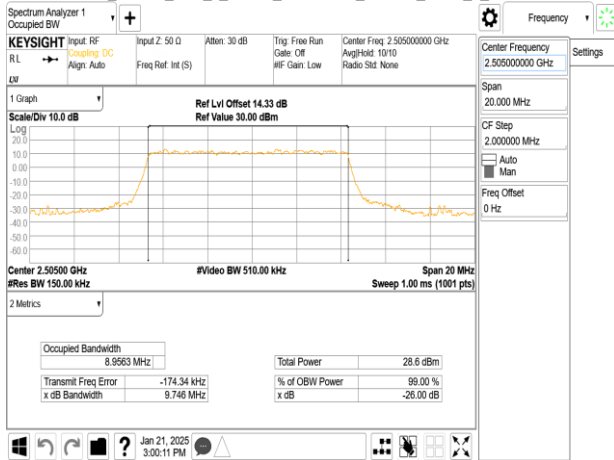 Spectrum Analyzer 1
Occupied BW
KEYSIGHT
RL
LXI
Input: RF
Coupling: DC
Align: Auto
Input Z: 50 Ω
Freq Ref: Int (S)
Atten: 30 dB
Trig: Free Run
Gate: Off
#IF Gain: Low
Center Freq: 2.505000000 GHz
Avg|Hold: 10/10
Radio Std: None
1 Graph
Scale/Div 10.0 dB
Ref Lvl Offset 14.33 dB
Ref Value 30.00 dBm
Log
20.0
10.0
0.00
-10.0
-20.0
-30.0
-40.0
-50.0
-60.0
Center 2.50500 GHz
#Video BW 510.00 kHz
Span 20 MHz
#Res BW 150.00 kHz
Sweep 1.00 ms (1001 pts)
2 Metrics
Occupied Bandwidth
8.9563 MHz
Transmit Freq Error -174.34 kHz
x dB Bandwidth 9.746 MHz
Total Power 28.6 dBm
% of OBW Power 99.00 %
x dB -26.00 dB
Frequency
Settings
Center Frequency
2.505000000 GHz
Span
20.000 MHz
CF Step
2.000000 MHz
Auto
Man
Freq Offset
0 Hz
?
Jan 21, 2025
3:00:11 PM